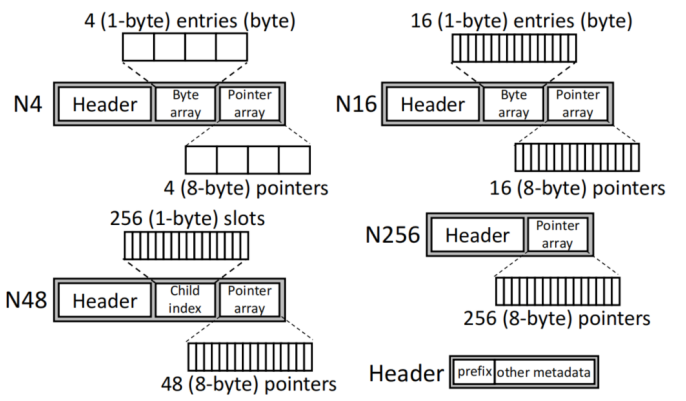 4 (1-byte) entries (byte)
N4
Header
Byte
array
Pointer
array
4 (8-byte) pointers
16 (1-byte) entries (byte)
N16
Header
Byte
array
Pointer
array
16 (8-byte) pointers
256 (1-byte) slots
N48
Header
Child
index
Pointer
array
48 (8-byte) pointers
N256
Header
Pointer
array
256 (8-byte) pointers
Header
prefix other metadata